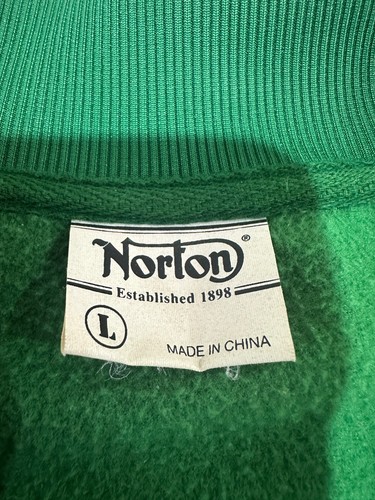 Norton®
Established 1898
L
MADE IN CHINA